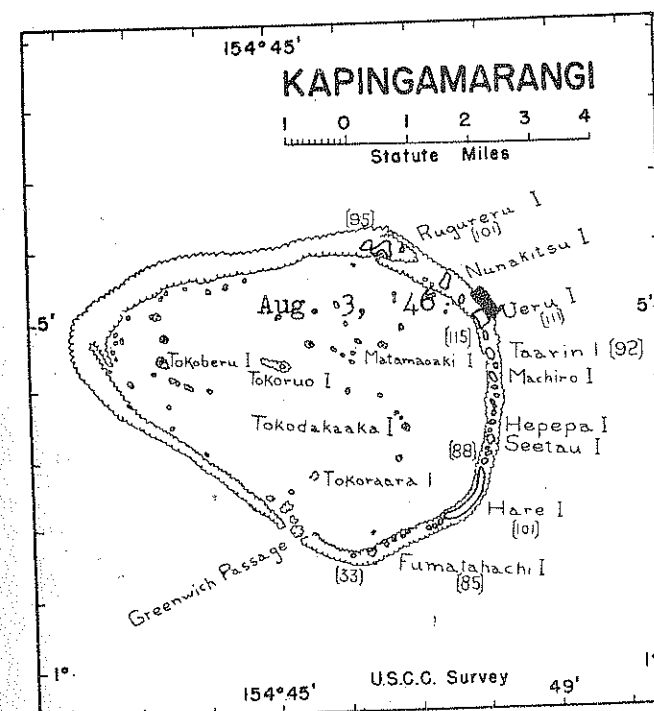 154°45'
KAPINGAMARANGI
1 0 1 2 3 4
Statute Miles
(95)
Rugureru I
(101)
Nunakitsu I
Aug. 3, 46.
Ueru I
(111)
5'
5'
(115)
Taarin I (92)
Tokoberu I
Tokoruo I
Matamaoaki I
Machiro I
Tokodakaaka I
Hepepa I
Seetau I
(88)
Tokoraara I
Hare I
(101)
Greenwich Passage
(33)
Fumatahachi I
(85)
1°
U.S.C.C. Survey
154°45'
49'